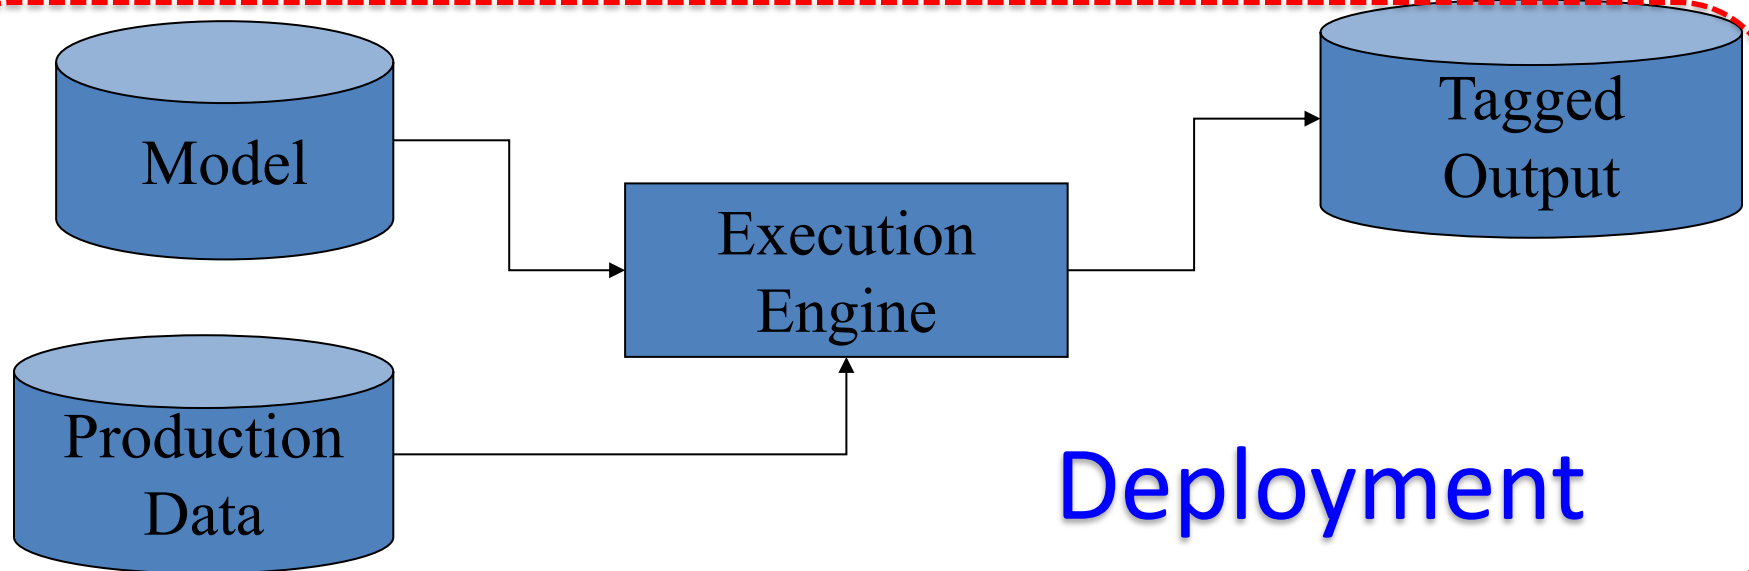 Model
Tagged
Output
Execution
Engine
Production
Data
Deployment